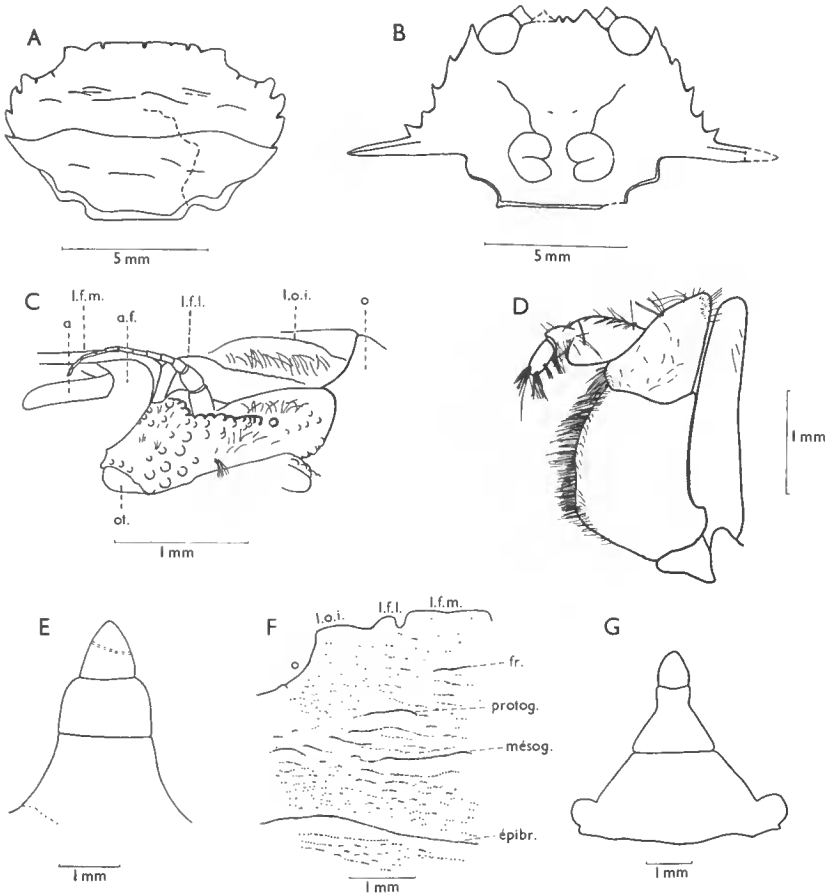 A
B
5 mm
5 mm
C
l.f.m.
l.f.l.
l.o.i.
o
a
a.f.
ot.
1 mm
D
1 mm
E
1 mm
F
l.o.i.
l.f.l.
l.f.m.
o
fr.
protog.
mésog.
épibr.
1 mm
G
1 mm